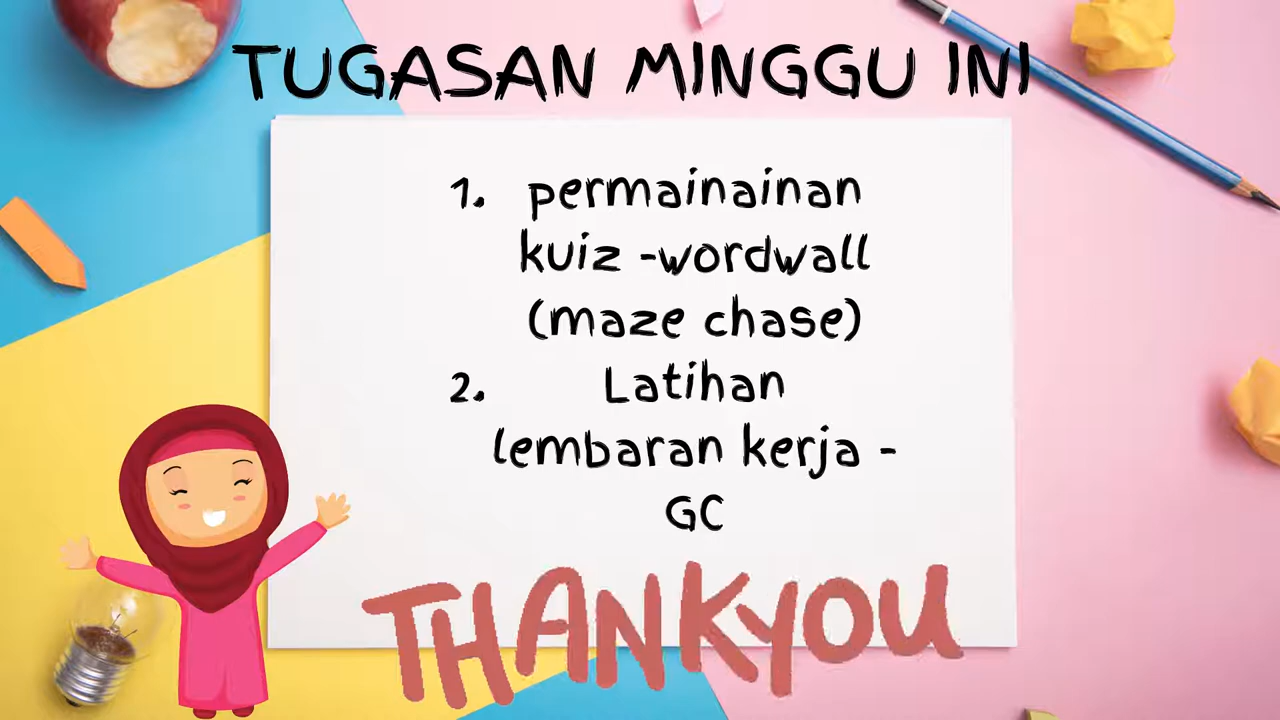 TUGASAN MINGGU INI
1. permainainan
kuiz -wordwall
(maze chase)
2. Latihan
lembaran kerja -
GC
THANKYOU